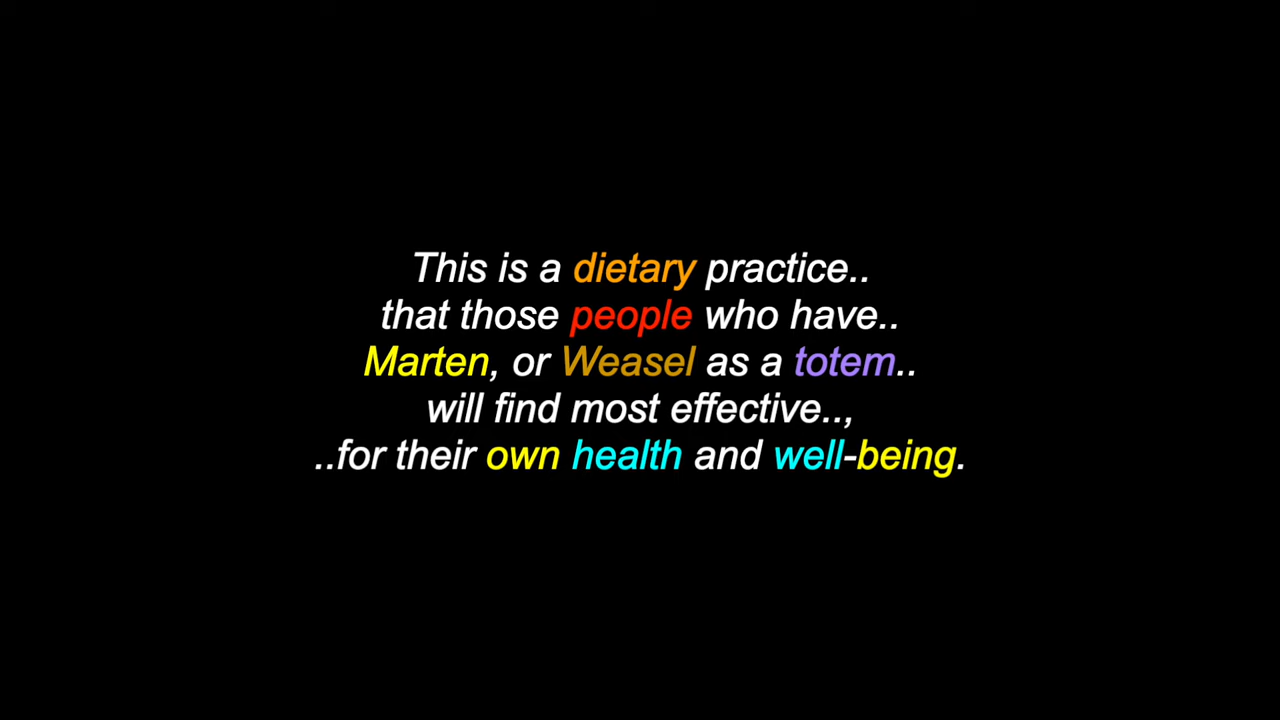 This is a dietary practice..
that those people who have..
Marten, or Weasel as a totem..
will find most effective..,
..for their own health and well-being.